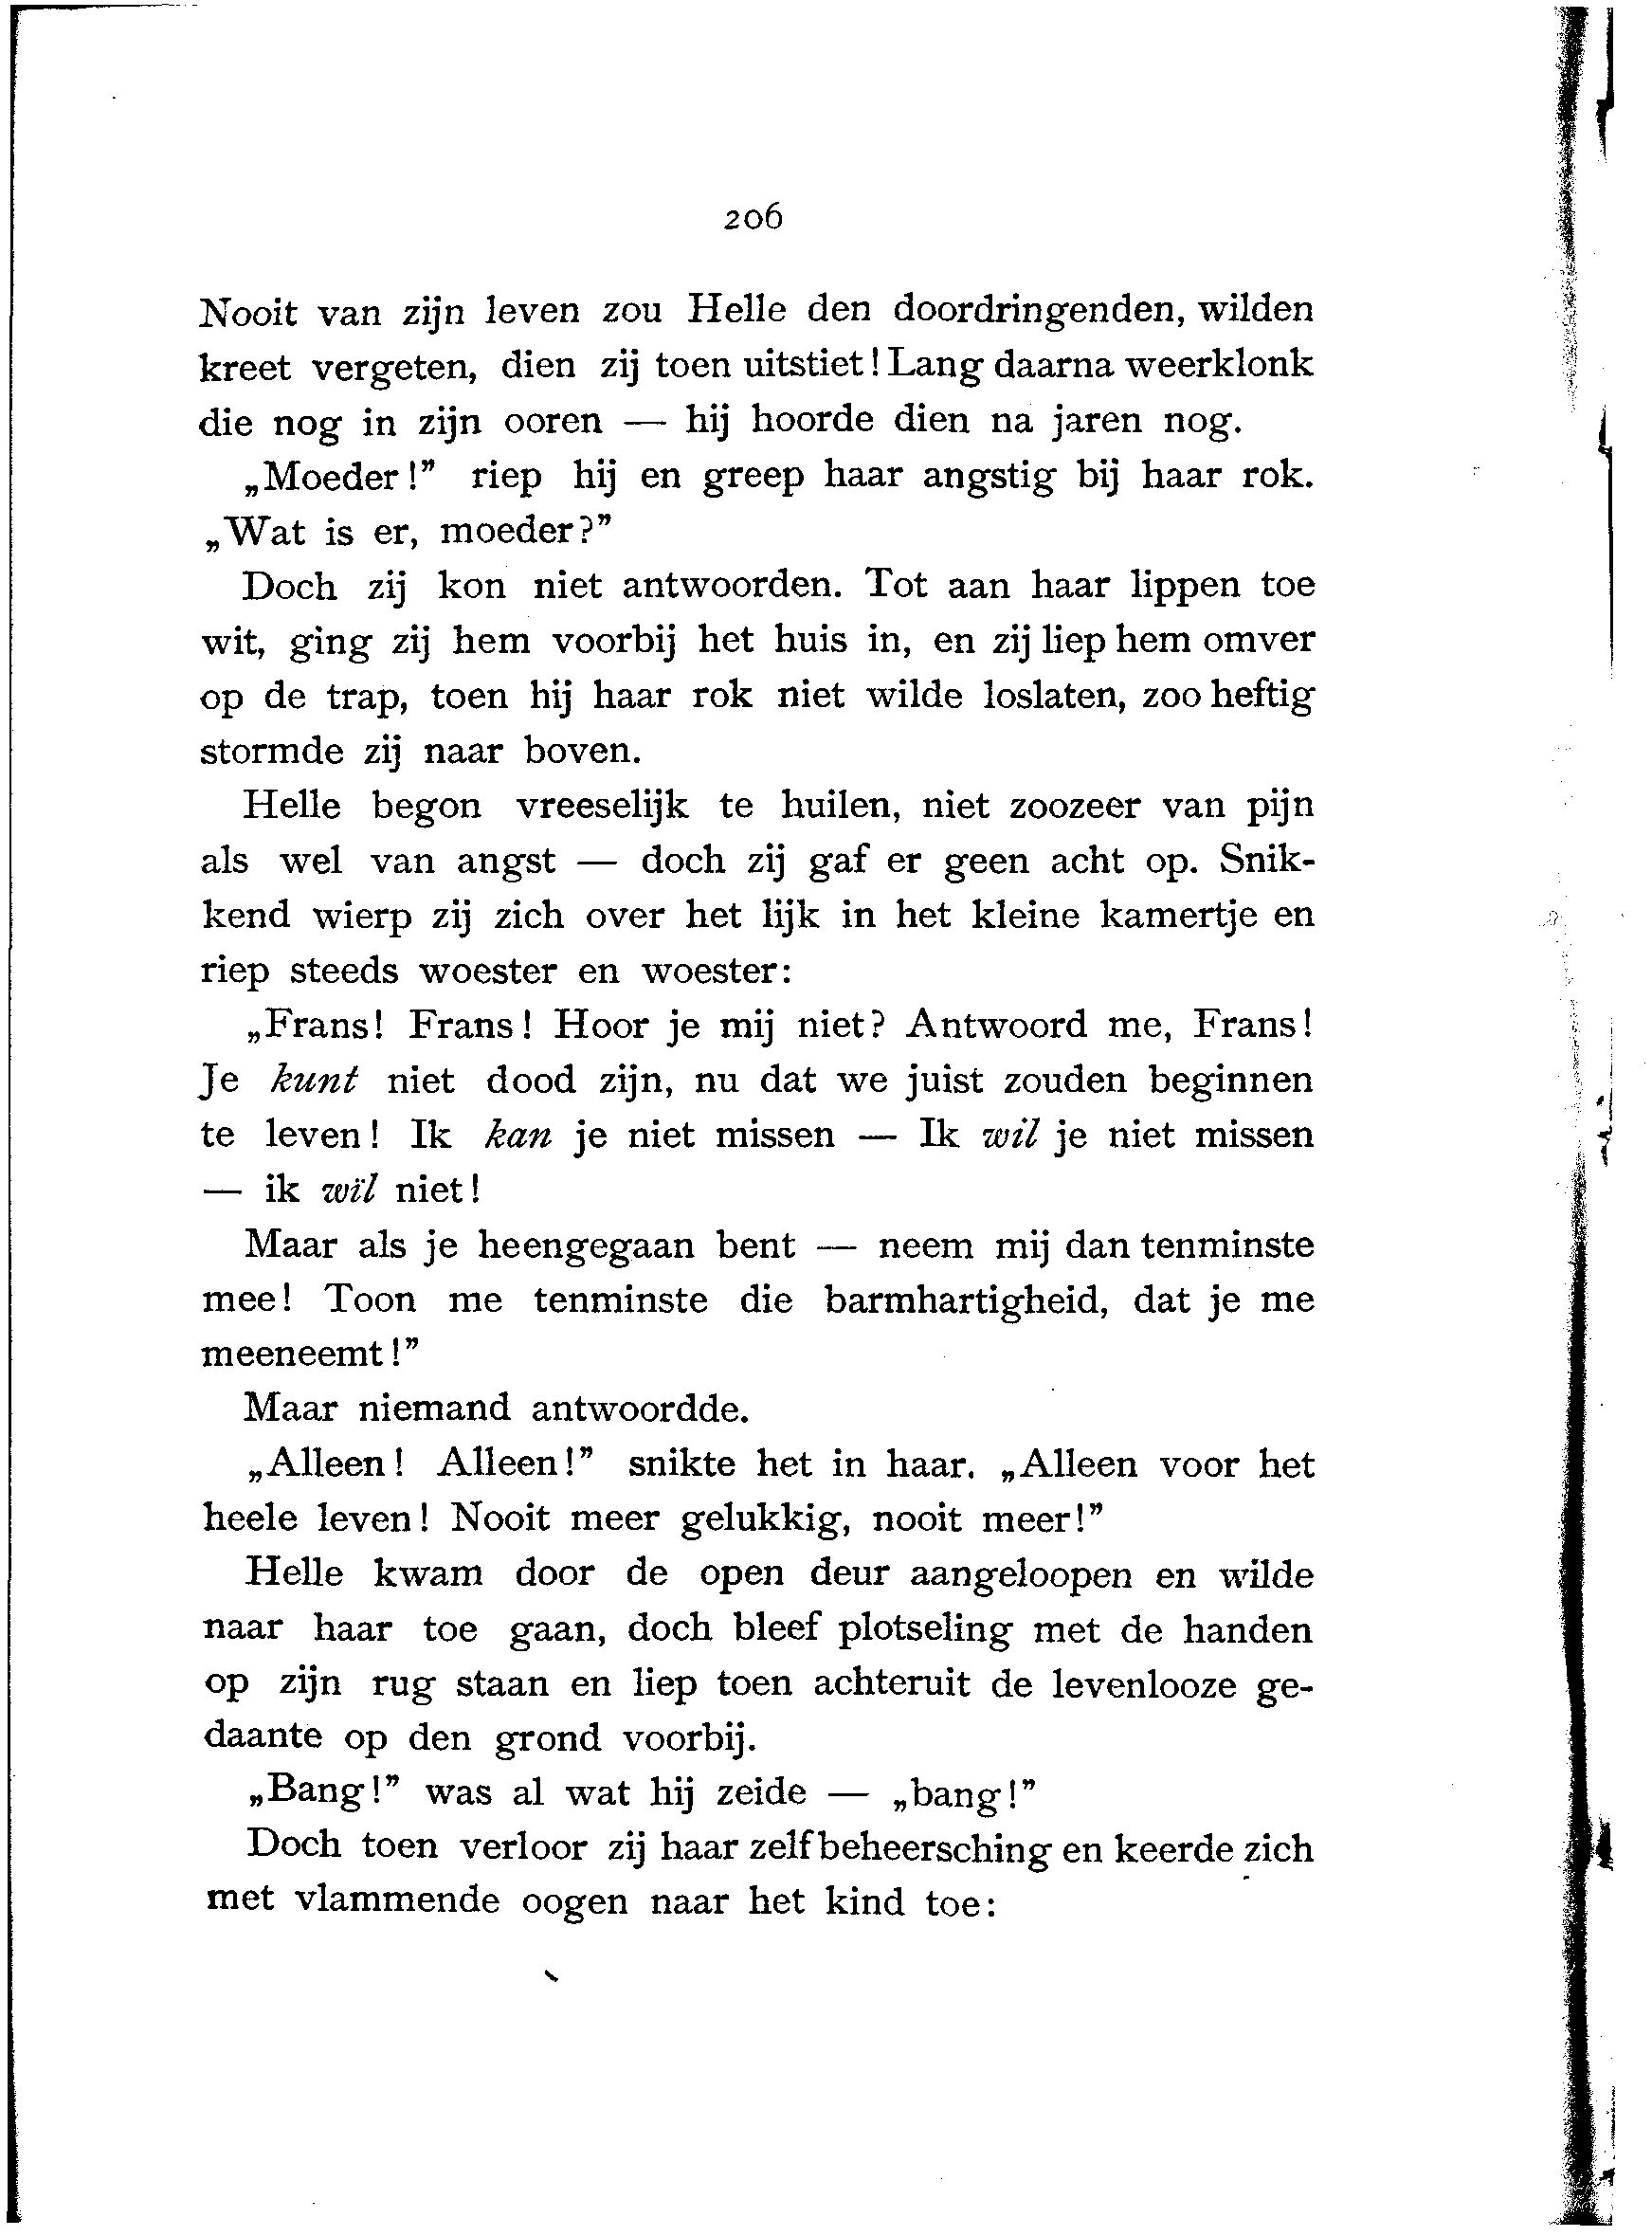 206
Nooit van zijn leven zou Helle den doordringenden, wilden
kreet vergeten, dien zij toen uitstiet! Lang daarna weerklonk
die nog in zijn ooren — hij hoorde dien na jaren nog.
„Moeder!” riep hij en greep haar angstig bij haar rok.
„Wat is er, moeder?”
Doch zij kon niet antwoorden. Tot aan haar lippen toe
wit, ging zij hem voorbij het huis in, en zij liep hem omver
op de trap, toen hij haar rok niet wilde loslaten, zoo heftig
stormde zij naar boven.
Helle begon vreeselijk te huilen, niet zoozeer van pijn
als wel van angst — doch zij gaf er geen acht op. Snik-
kend wierp zij zich over het lijk in het kleine kamertje en
riep steeds woester en woester:
„Frans! Frans! Hoor je mij niet? Antwoord me, Frans!
Je kunt niet dood zijn, nu dat we juist zouden beginnen
te leven! Ik kan je niet missen — Ik wil je niet missen
— ik wil niet!
Maar als je heengegaan bent — neem mij dan tenminste
mee! Toon me tenminste die barmhartigheid, dat je me
meeneemt!”
Maar niemand antwoordde.
„Alleen! Alleen!” snikte het in haar. „Alleen voor het
heele leven! Nooit meer gelukkig, nooit meer!”
Helle kwam door de open deur aangeloopen en wilde
naar haar toe gaan, doch bleef plotseling met de handen
op zijn rug staan en liep toen achteruit de levenlooze ge-
daante op den grond voorbij.
„Bang!” was al wat hij zeide — „bang!”
Doch toen verloor zij haar zelfbeheersching en keerde zich
met vlammende oogen naar het kind toe: